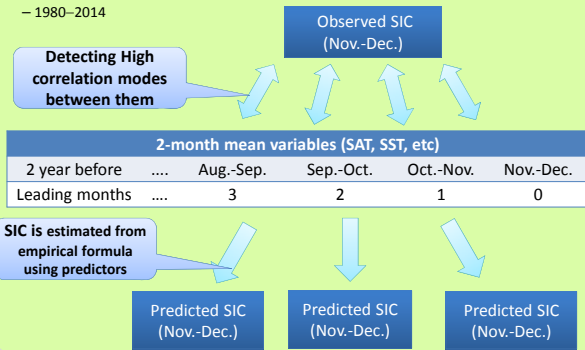 – 1980–2014
Observed SIC
(Nov.-Dec.)
Detecting High
correlation modes
between them
2-month mean variables (SAT, SST, etc)
2 year before .... Aug.-Sep. Sep.-Oct. Oct.-Nov. Nov.-Dec.
Leading months .... 3 2 1 0
SIC is estimated from
empirical formula
using predictors
Predicted SIC
(Nov.-Dec.)
Predicted SIC
(Nov.-Dec.)
Predicted SIC
(Nov.-Dec.)